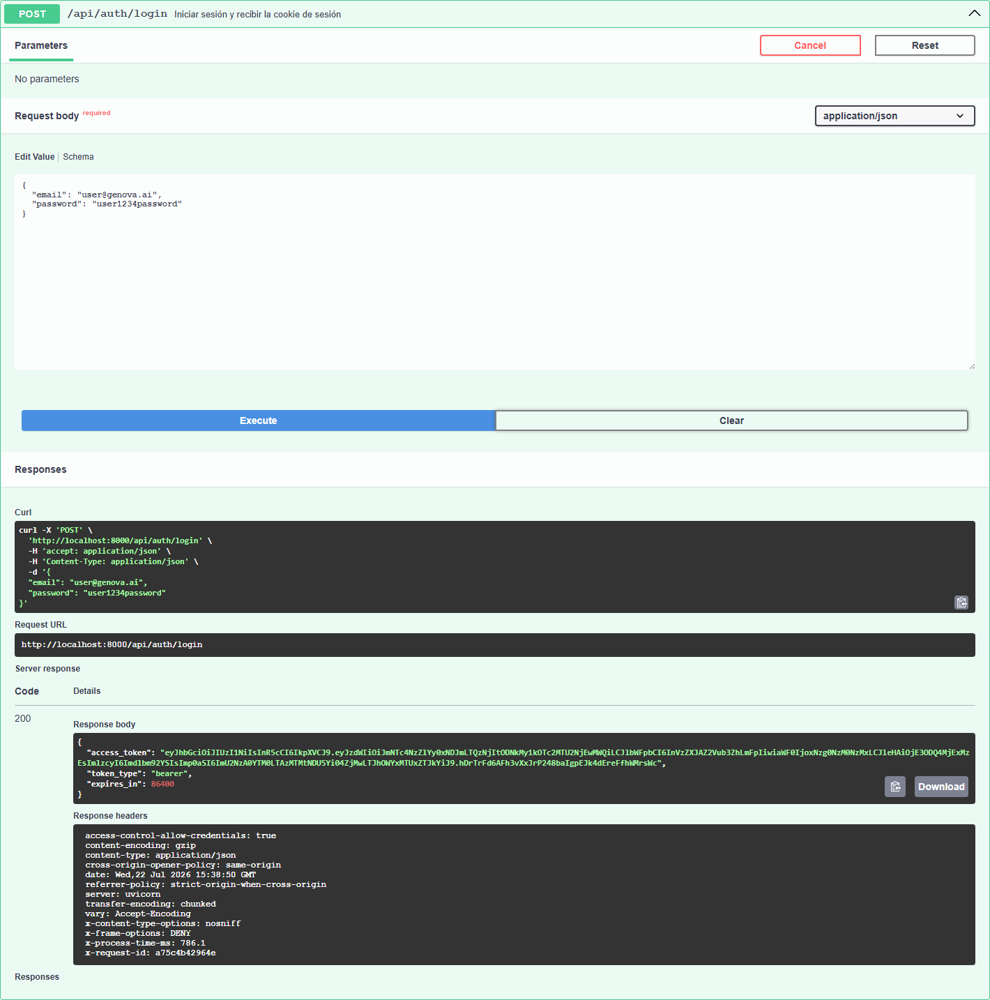 POST /api/auth/login Iniciar sesión y recibir la cookie de sesión
Parameters
Cancel
Reset
No parameters
Request body required
application/json
Edit Value | Schema
{
  "email": "user@genova.ai",
  "password": "user1234password"
}
Execute
Clear
Responses
Curl
curl -X 'POST' \
  'http://localhost:8000/api/auth/login' \
  -H 'accept: application/json' \
  -H 'Content-Type: application/json' \
  -d '{
  "email": "user@genova.ai",
  "password": "user1234password"
}'
Request URL
http://localhost:8000/api/auth/login
Server response
Code Details
200
Response body
{
  "access_token":
  "token_type": "bearer",
  "expires_in": 86400
}
Download
Response headers
access-control-allow-credentials: true
content-encoding: gzip
content-type: application/json
cross-origin-opener-policy: same-origin
date: Wed,22 Jul 2026 15:38:50 GMT
referrer-policy: strict-origin-when-cross-origin
server: uvicorn
transfer-encoding: chunked
vary: Accept-Encoding
x-content-type-options: nosniff
x-frame-options: DENY
x-process-time-ms: 786.1
x-request-id: a75c4b42964e
Responses